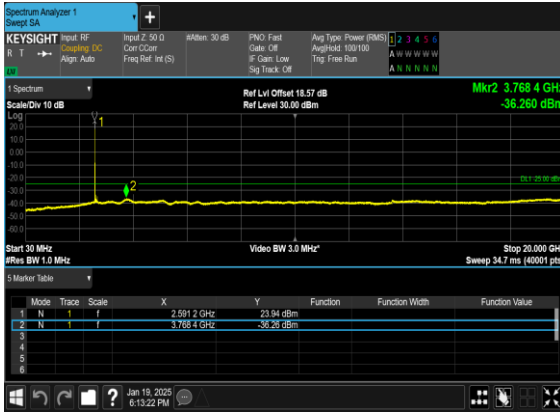 Spectrum Analyzer 1
Swept SA
+
KEYSIGHT Input: RF Input Z: 50 Ω #Atten: 30 dB PNO: Fast Avg Type: Power (RMS) 1 2 3 4 5 6
R T Coupling: DC Corr CCorr Gate: Off Avg|Hold: 100/100 A W W W W W
Align: Auto Freq Ref: Int (S) IF Gain: Low Trig: Free Run
LXI Sig Track: Off A N N N N N
1 Spectrum
Ref Lvl Offset 18.57 dB Mkr2 3.768 4 GHz
Scale/Div 10 dB Ref Level 30.00 dBm -36.260 dBm
Log
20.0
10.0
0.00
-10.0
-20.0
-30.0
-40.0
-50.0
-60.0
1
2
DL1 -25.00 dBm
Start 30 MHz Video BW 3.0 MHz* Stop 20.000 GHz
#Res BW 1.0 MHz Sweep 34.7 ms (40001 pts)
5 Marker Table
Mode Trace Scale X Y Function Function Width Function Value
1 N 1 f 2.591 2 GHz 23.94 dBm
2 N 1 f 3.768 4 GHz -36.26 dBm
3
4
5
6
? Jan 19, 2025
6:13:22 PM